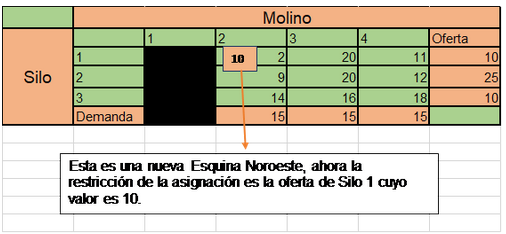 Molino
1 2 3 4 Oferta
Silo
1 10 2 20 11 10
2 9 20 12 25
3 14 16 18 10
Demanda 15 15 15
Esta es una nueva Esquina Noroeste, ahora la
restricción de la asignación es la oferta de Silo 1 cuyo
valor es 10.